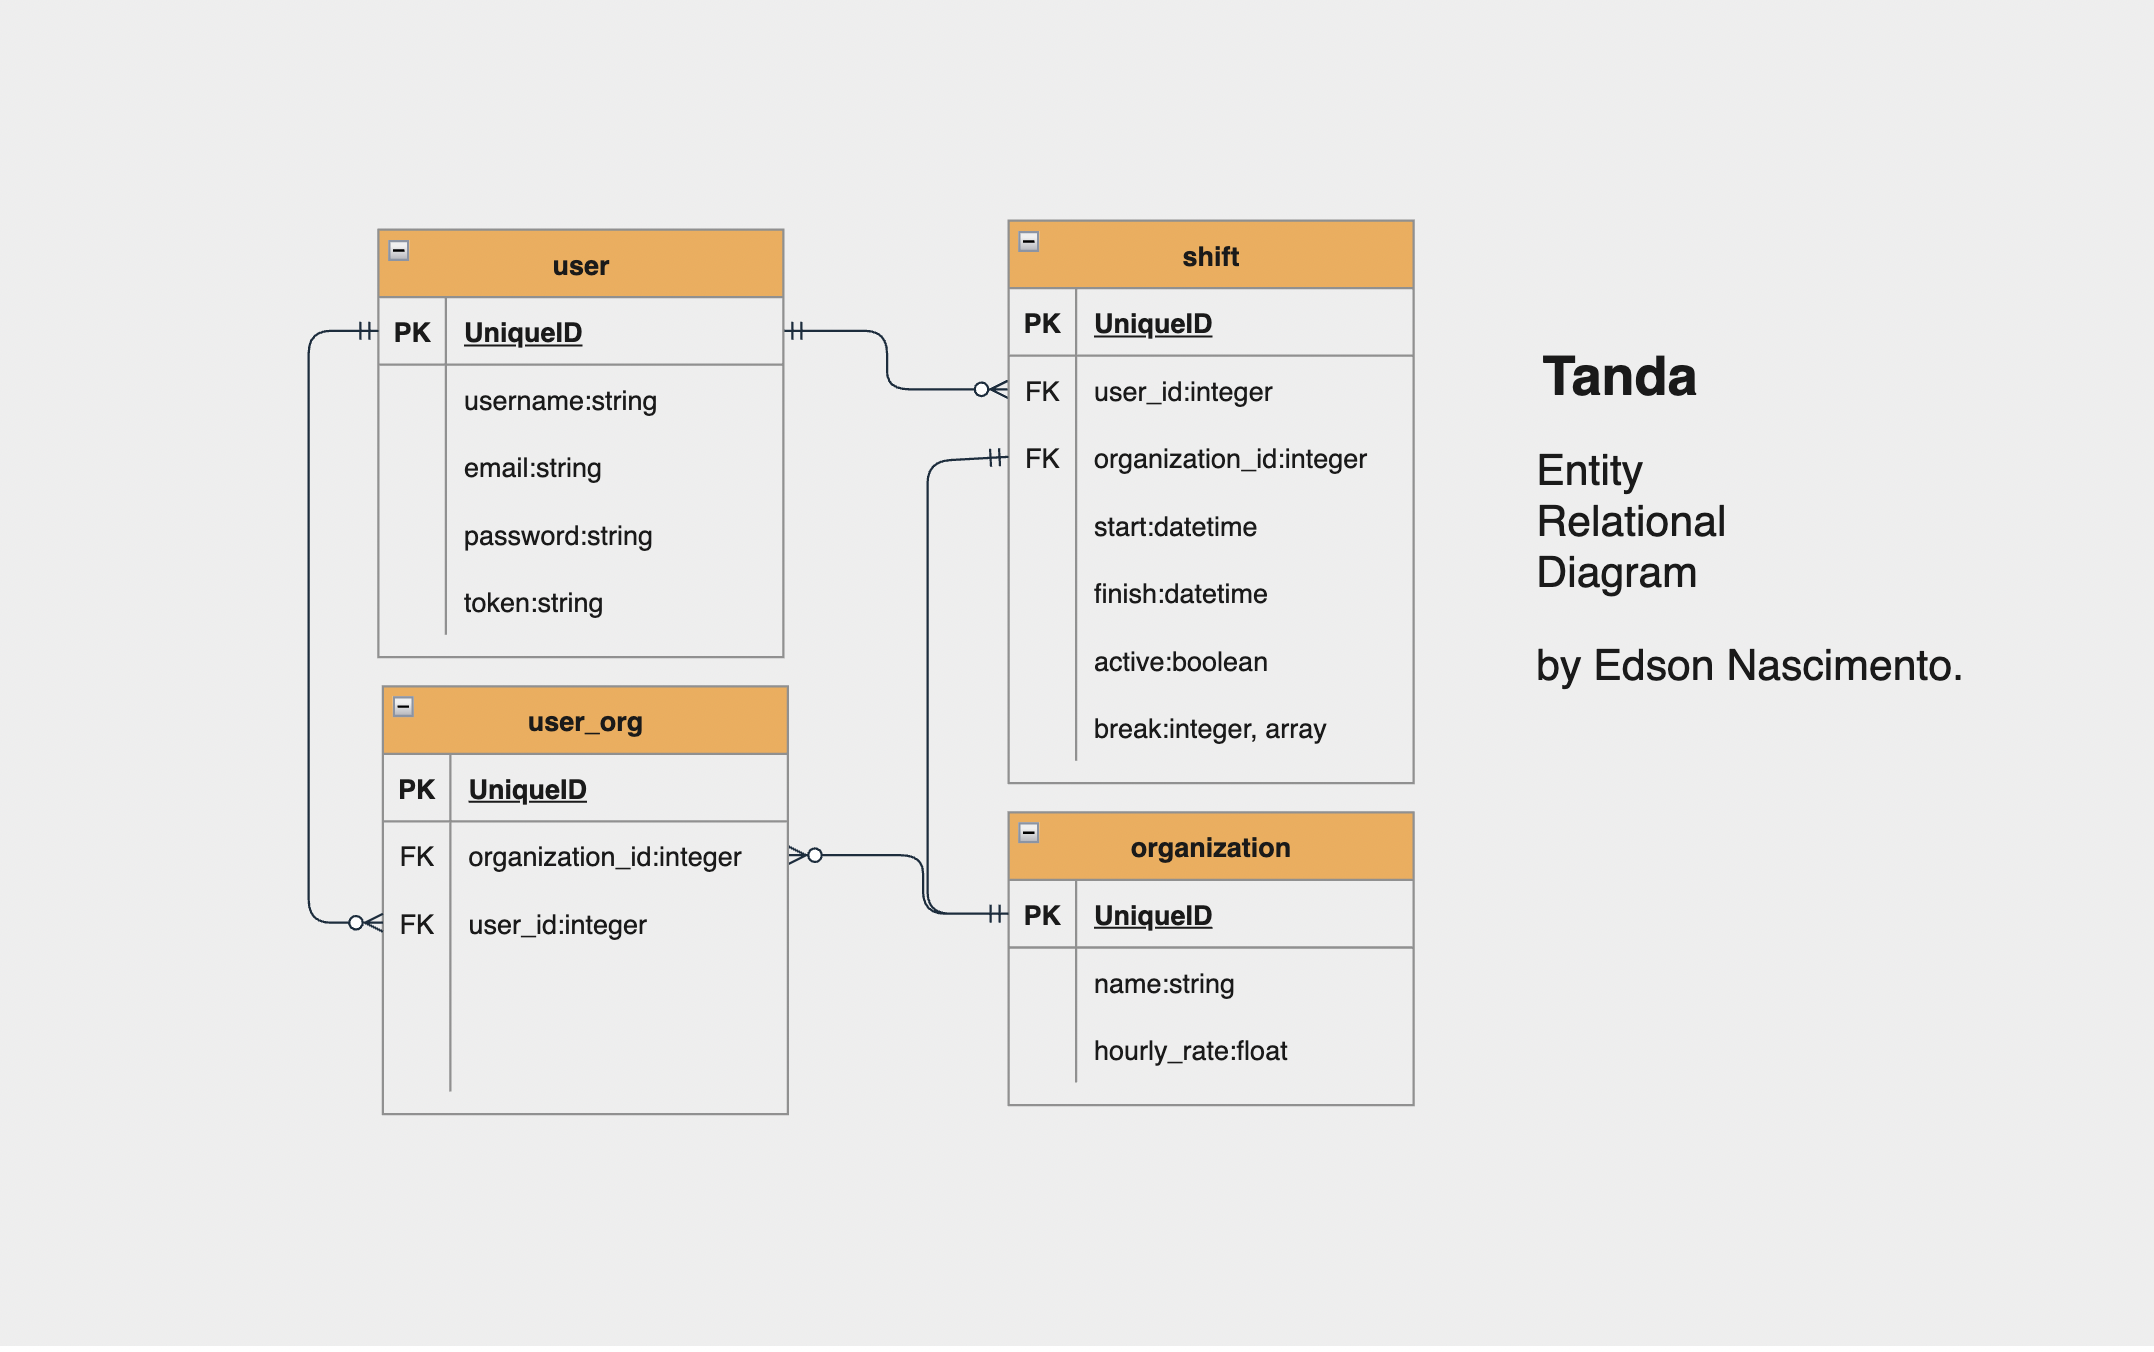 user
PK UniqueID
username:string
email:string
password:string
token:string
user_org
PK UniqueID
FK organization_id:integer
FK user_id:integer
shift
PK UniqueID
FK user_id:integer
FK organization_id:integer
start:datetime
finish:datetime
active:boolean
break:integer, array
organization
PK UniqueID
name:string
hourly_rate:float
Tanda
Entity
Relational
Diagram
by Edson Nascimento.